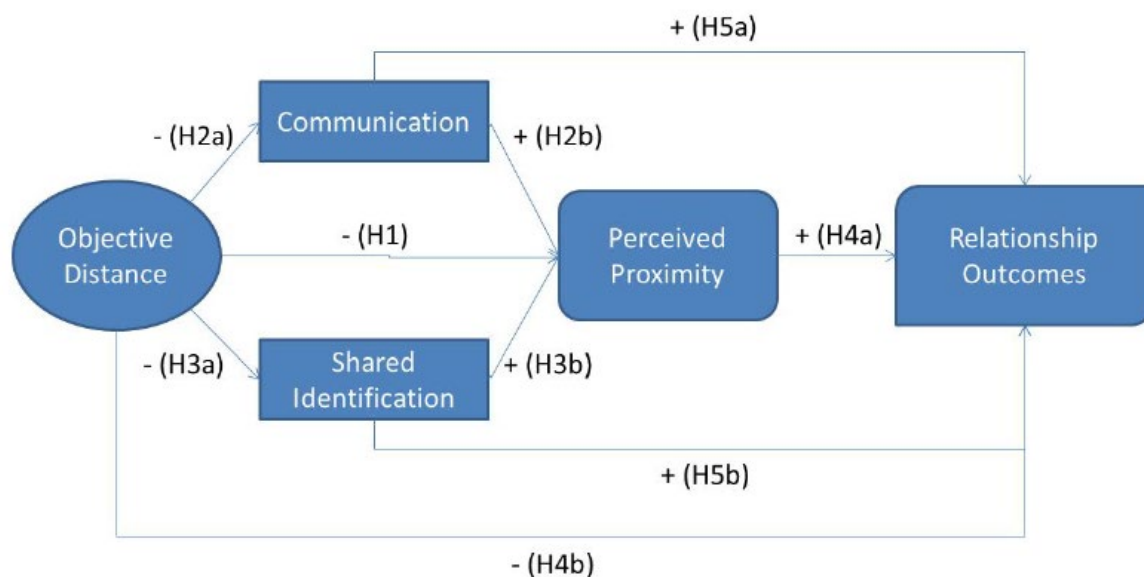 + (H5a)
Communication
- (H2a)
+ (H2b)
Objective
Distance
- (H1)
Perceived
Proximity
+ (H4a)
Relationship
Outcomes
- (H3a)
Shared
Identification
+ (H3b)
+ (H5b)
- (H4b)